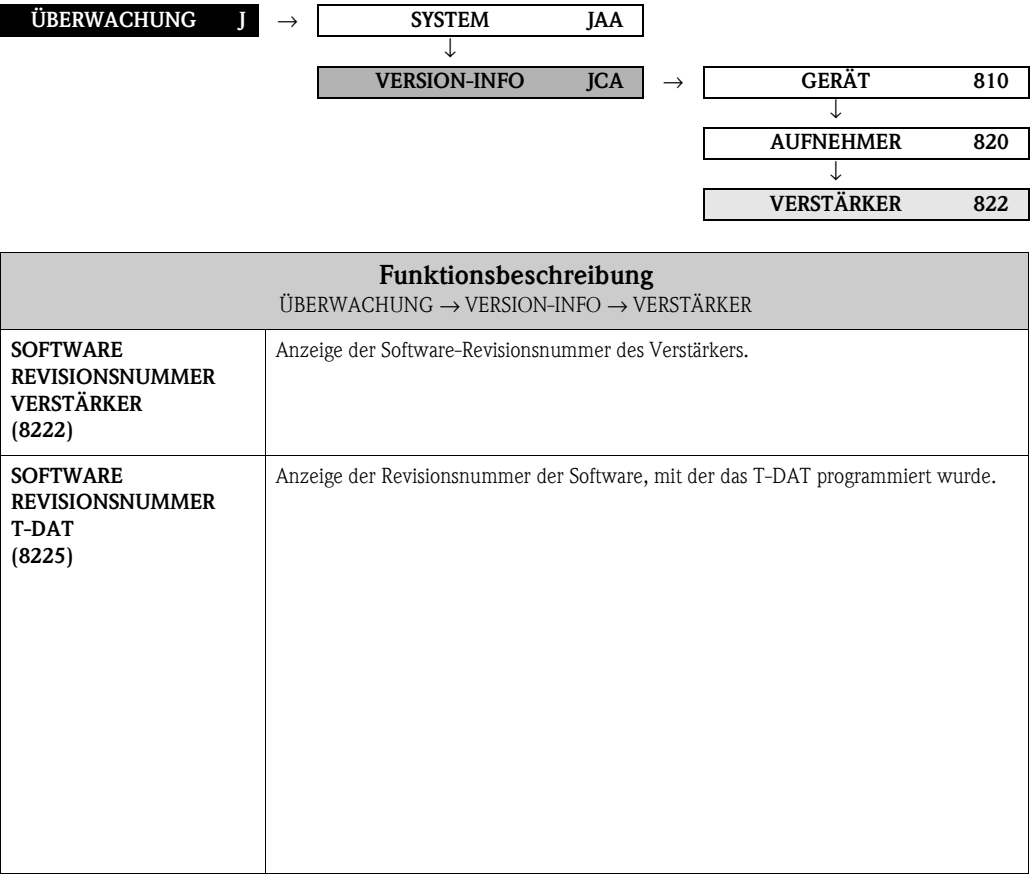 ÜBERWACHUNG J → SYSTEM JAA
↓
VERSION-INFO JCA → GERÄT 810
↓
AUFNEHMER 820
↓
VERSTÄRKER 822
Funktionsbeschreibung
ÜBERWACHUNG → VERSION-INFO → VERSTÄRKER
SOFTWARE
REVISIONSNUMMER
VERSTÄRKER
(8222)
Anzeige der Software-Revisionsnummer des Verstärkers.
SOFTWARE
REVISIONSNUMMER
T-DAT
(8225)
Anzeige der Revisionsnummer der Software, mit der das T-DAT programmiert wurde.